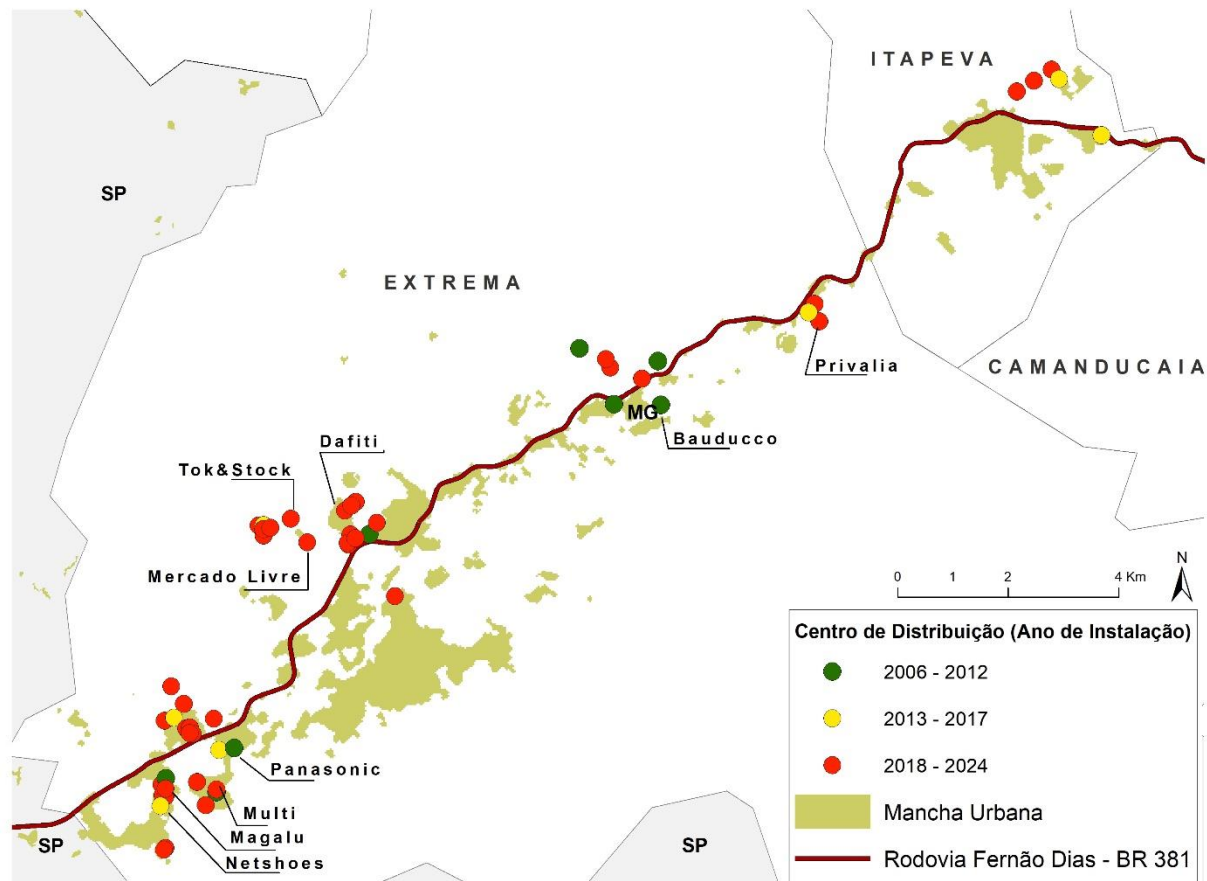 ITAPEVA
SP
EXTREMA
Privalia
CAMANDUCAIA
MG
Bauducco
Dafiti
Tok&Stock
Mercado Livre
N
0 1 2 4 Km
Centro de Distribuição (Ano de Instalação)
2006 - 2012
2013 - 2017
2018 - 2024
Mancha Urbana
Rodovia Fernão Dias - BR 381
Panasonic
Multi
Magalu
Netshoes
SP
SP